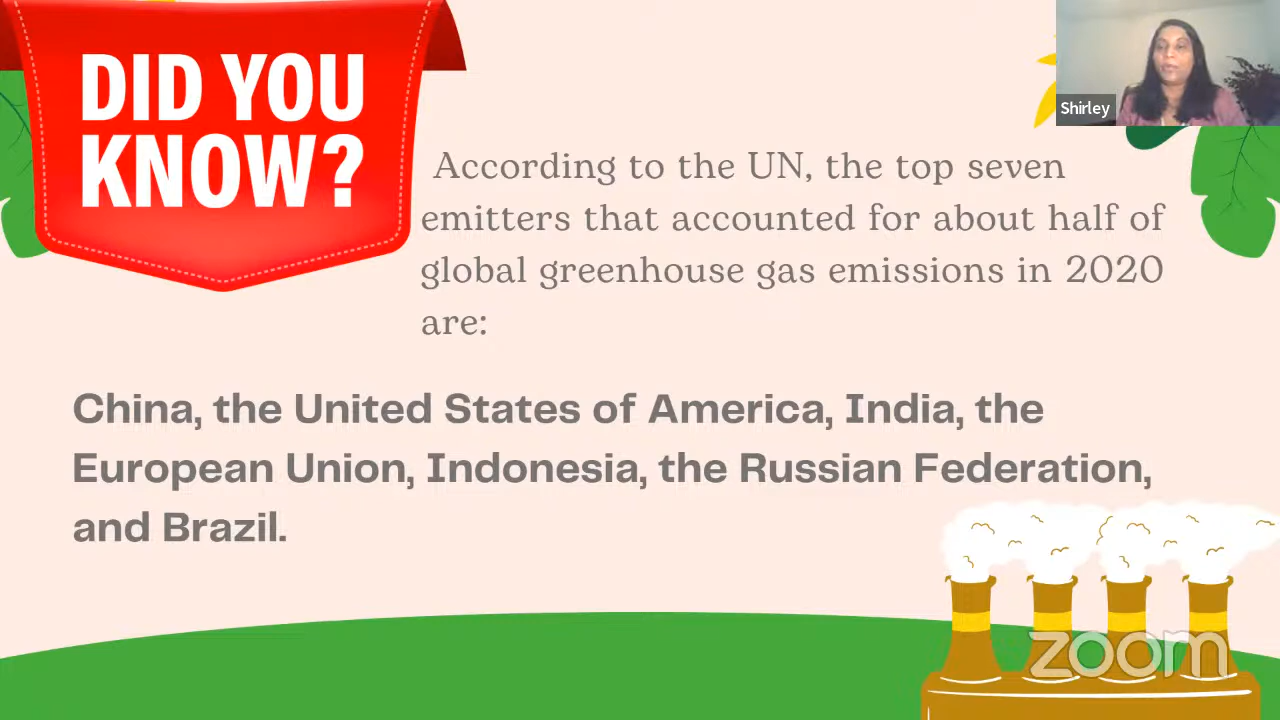 DID YOU
KNOW?
Shirley
According to the UN, the top seven
emitters that accounted for about half of
global greenhouse gas emissions in 2020
are:
China, the United States of America, India, the
European Union, Indonesia, the Russian Federation,
and Brazil.
zoom